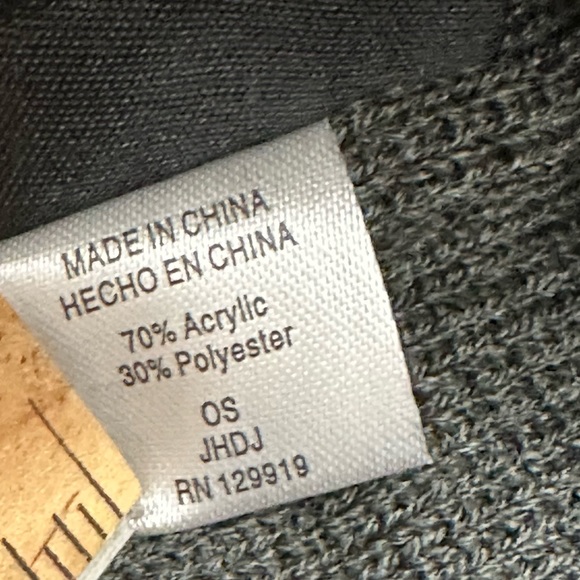 MADE IN CHINA
HECHO EN CHINA
70% Acrylic
30% Polyester
OS
JHDJ
RN 129919